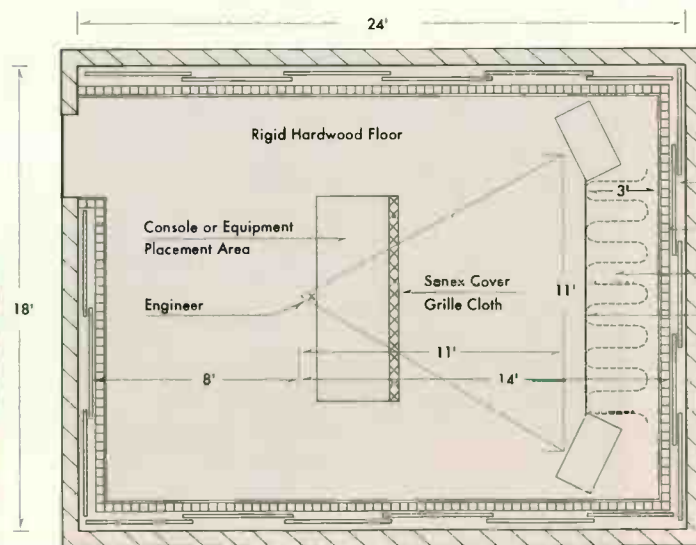 24'
Rigid Hardwood Floor
3'
Console or Equipment
Placement Area
Sanex Cover
Grille Cloth
Engineer
11'
18'
11'
8'
14'